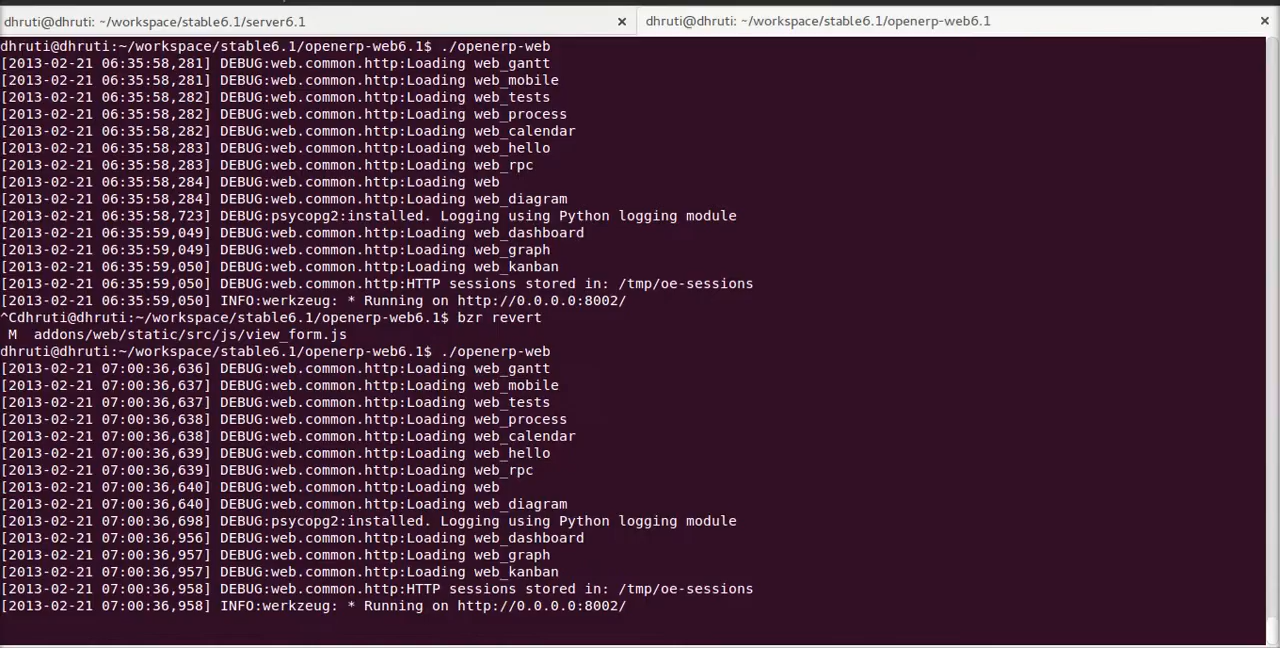 dhruti@dhruti: ~/workspace/stable6.1/server6.1
dhruti@dhruti: ~/workspace/stable6.1/openerp-web6.1
dhruti@dhruti:~/workspace/stable6.1/openerp-web6.1$ ./openerp-web
[2013-02-21 06:35:58,281] DEBUG:web.common.http:Loading web_gantt
[2013-02-21 06:35:58,281] DEBUG:web.common.http:Loading web_mobile
[2013-02-21 06:35:58,282] DEBUG:web.common.http:Loading web_tests
[2013-02-21 06:35:58,282] DEBUG:web.common.http:Loading web_process
[2013-02-21 06:35:58,282] DEBUG:web.common.http:Loading web_calendar
[2013-02-21 06:35:58,283] DEBUG:web.common.http:Loading web_hello
[2013-02-21 06:35:58,283] DEBUG:web.common.http:Loading web_rpc
[2013-02-21 06:35:58,284] DEBUG:web.common.http:Loading web
[2013-02-21 06:35:58,284] DEBUG:web.common.http:Loading web_diagram
[2013-02-21 06:35:58,723] DEBUG:psycopg2:installed. Logging using Python logging module
[2013-02-21 06:35:59,049] DEBUG:web.common.http:Loading web_dashboard
[2013-02-21 06:35:59,049] DEBUG:web.common.http:Loading web_graph
[2013-02-21 06:35:59,050] DEBUG:web.common.http:Loading web_kanban
[2013-02-21 06:35:59,050] DEBUG:web.common.http:HTTP sessions stored in: /tmp/oe-sessions
[2013-02-21 06:35:59,050] INFO:werkzeug: * Running on http://0.0.0.0:8002/
^Cdhruti@dhruti:~/workspace/stable6.1/openerp-web6.1$ bzr revert
 M  addons/web/static/src/js/view_form.js
dhruti@dhruti:~/workspace/stable6.1/openerp-web6.1$ ./openerp-web
[2013-02-21 07:00:36,636] DEBUG:web.common.http:Loading web_gantt
[2013-02-21 07:00:36,637] DEBUG:web.common.http:Loading web_mobile
[2013-02-21 07:00:36,637] DEBUG:web.common.http:Loading web_tests
[2013-02-21 07:00:36,638] DEBUG:web.common.http:Loading web_process
[2013-02-21 07:00:36,638] DEBUG:web.common.http:Loading web_calendar
[2013-02-21 07:00:36,639] DEBUG:web.common.http:Loading web_hello
[2013-02-21 07:00:36,639] DEBUG:web.common.http:Loading web_rpc
[2013-02-21 07:00:36,640] DEBUG:web.common.http:Loading web
[2013-02-21 07:00:36,640] DEBUG:web.common.http:Loading web_diagram
[2013-02-21 07:00:36,698] DEBUG:psycopg2:installed. Logging using Python logging module
[2013-02-21 07:00:36,956] DEBUG:web.common.http:Loading web_dashboard
[2013-02-21 07:00:36,957] DEBUG:web.common.http:Loading web_graph
[2013-02-21 07:00:36,957] DEBUG:web.common.http:Loading web_kanban
[2013-02-21 07:00:36,958] DEBUG:web.common.http:HTTP sessions stored in: /tmp/oe-sessions
[2013-02-21 07:00:36,958] INFO:werkzeug: * Running on http://0.0.0.0:8002/